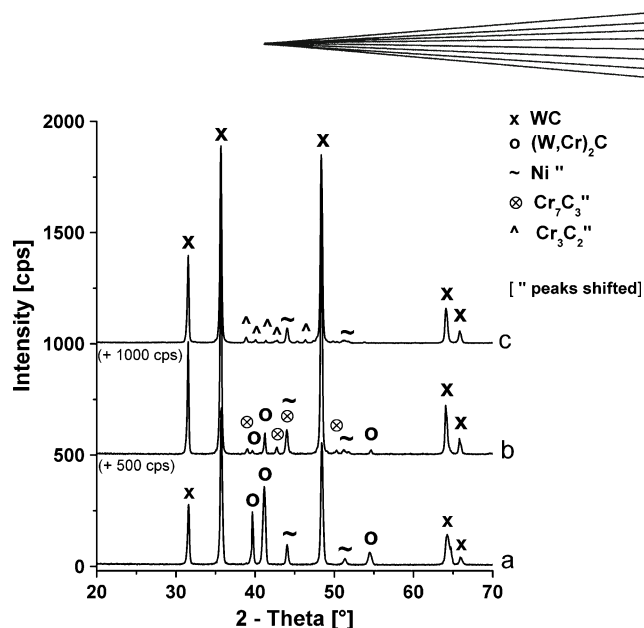 2000
1500
1000
500
0
Intensity [cps]
x
x
x
x
x
^
^
^
^
^
~
~
c
(+ 1000 cps)
⊗
o
o
⊗
⊗
~
⊗
~
o
x
x
b
(+ 500 cps)
x
o
o
~
~
o
x
x
a
20 30 40 50 60 70
2 - Theta [°]
x WC
o (W,Cr)₂C
~ Ni "
⊗ Cr₇C₃"
^ Cr₃C₂"
[ " peaks shifted]